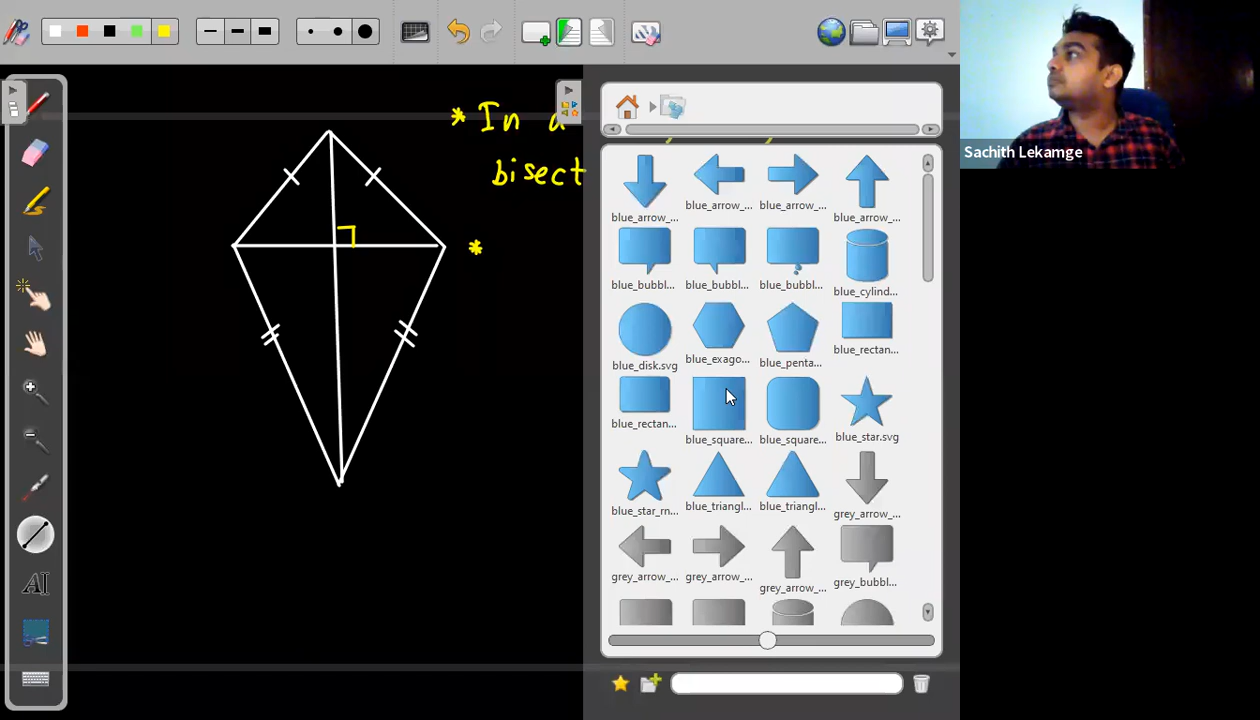 * In a
bisect
*
Sachith Lekamge
blue_arrow_... blue_arrow_... blue_arrow_... blue_arrow_...
blue_bubbl... blue_bubbl... blue_bubbl... blue_cylind...
blue_disk.svg blue_exago... blue_penta... blue_rectan...
blue_rectan... blue_square... blue_square... blue_star.svg
blue_star_rn... blue_triangl... blue_triangl... grey_arrow_...
grey_arrow_... grey_arrow_... grey_arrow_... grey_bubbl...
AI